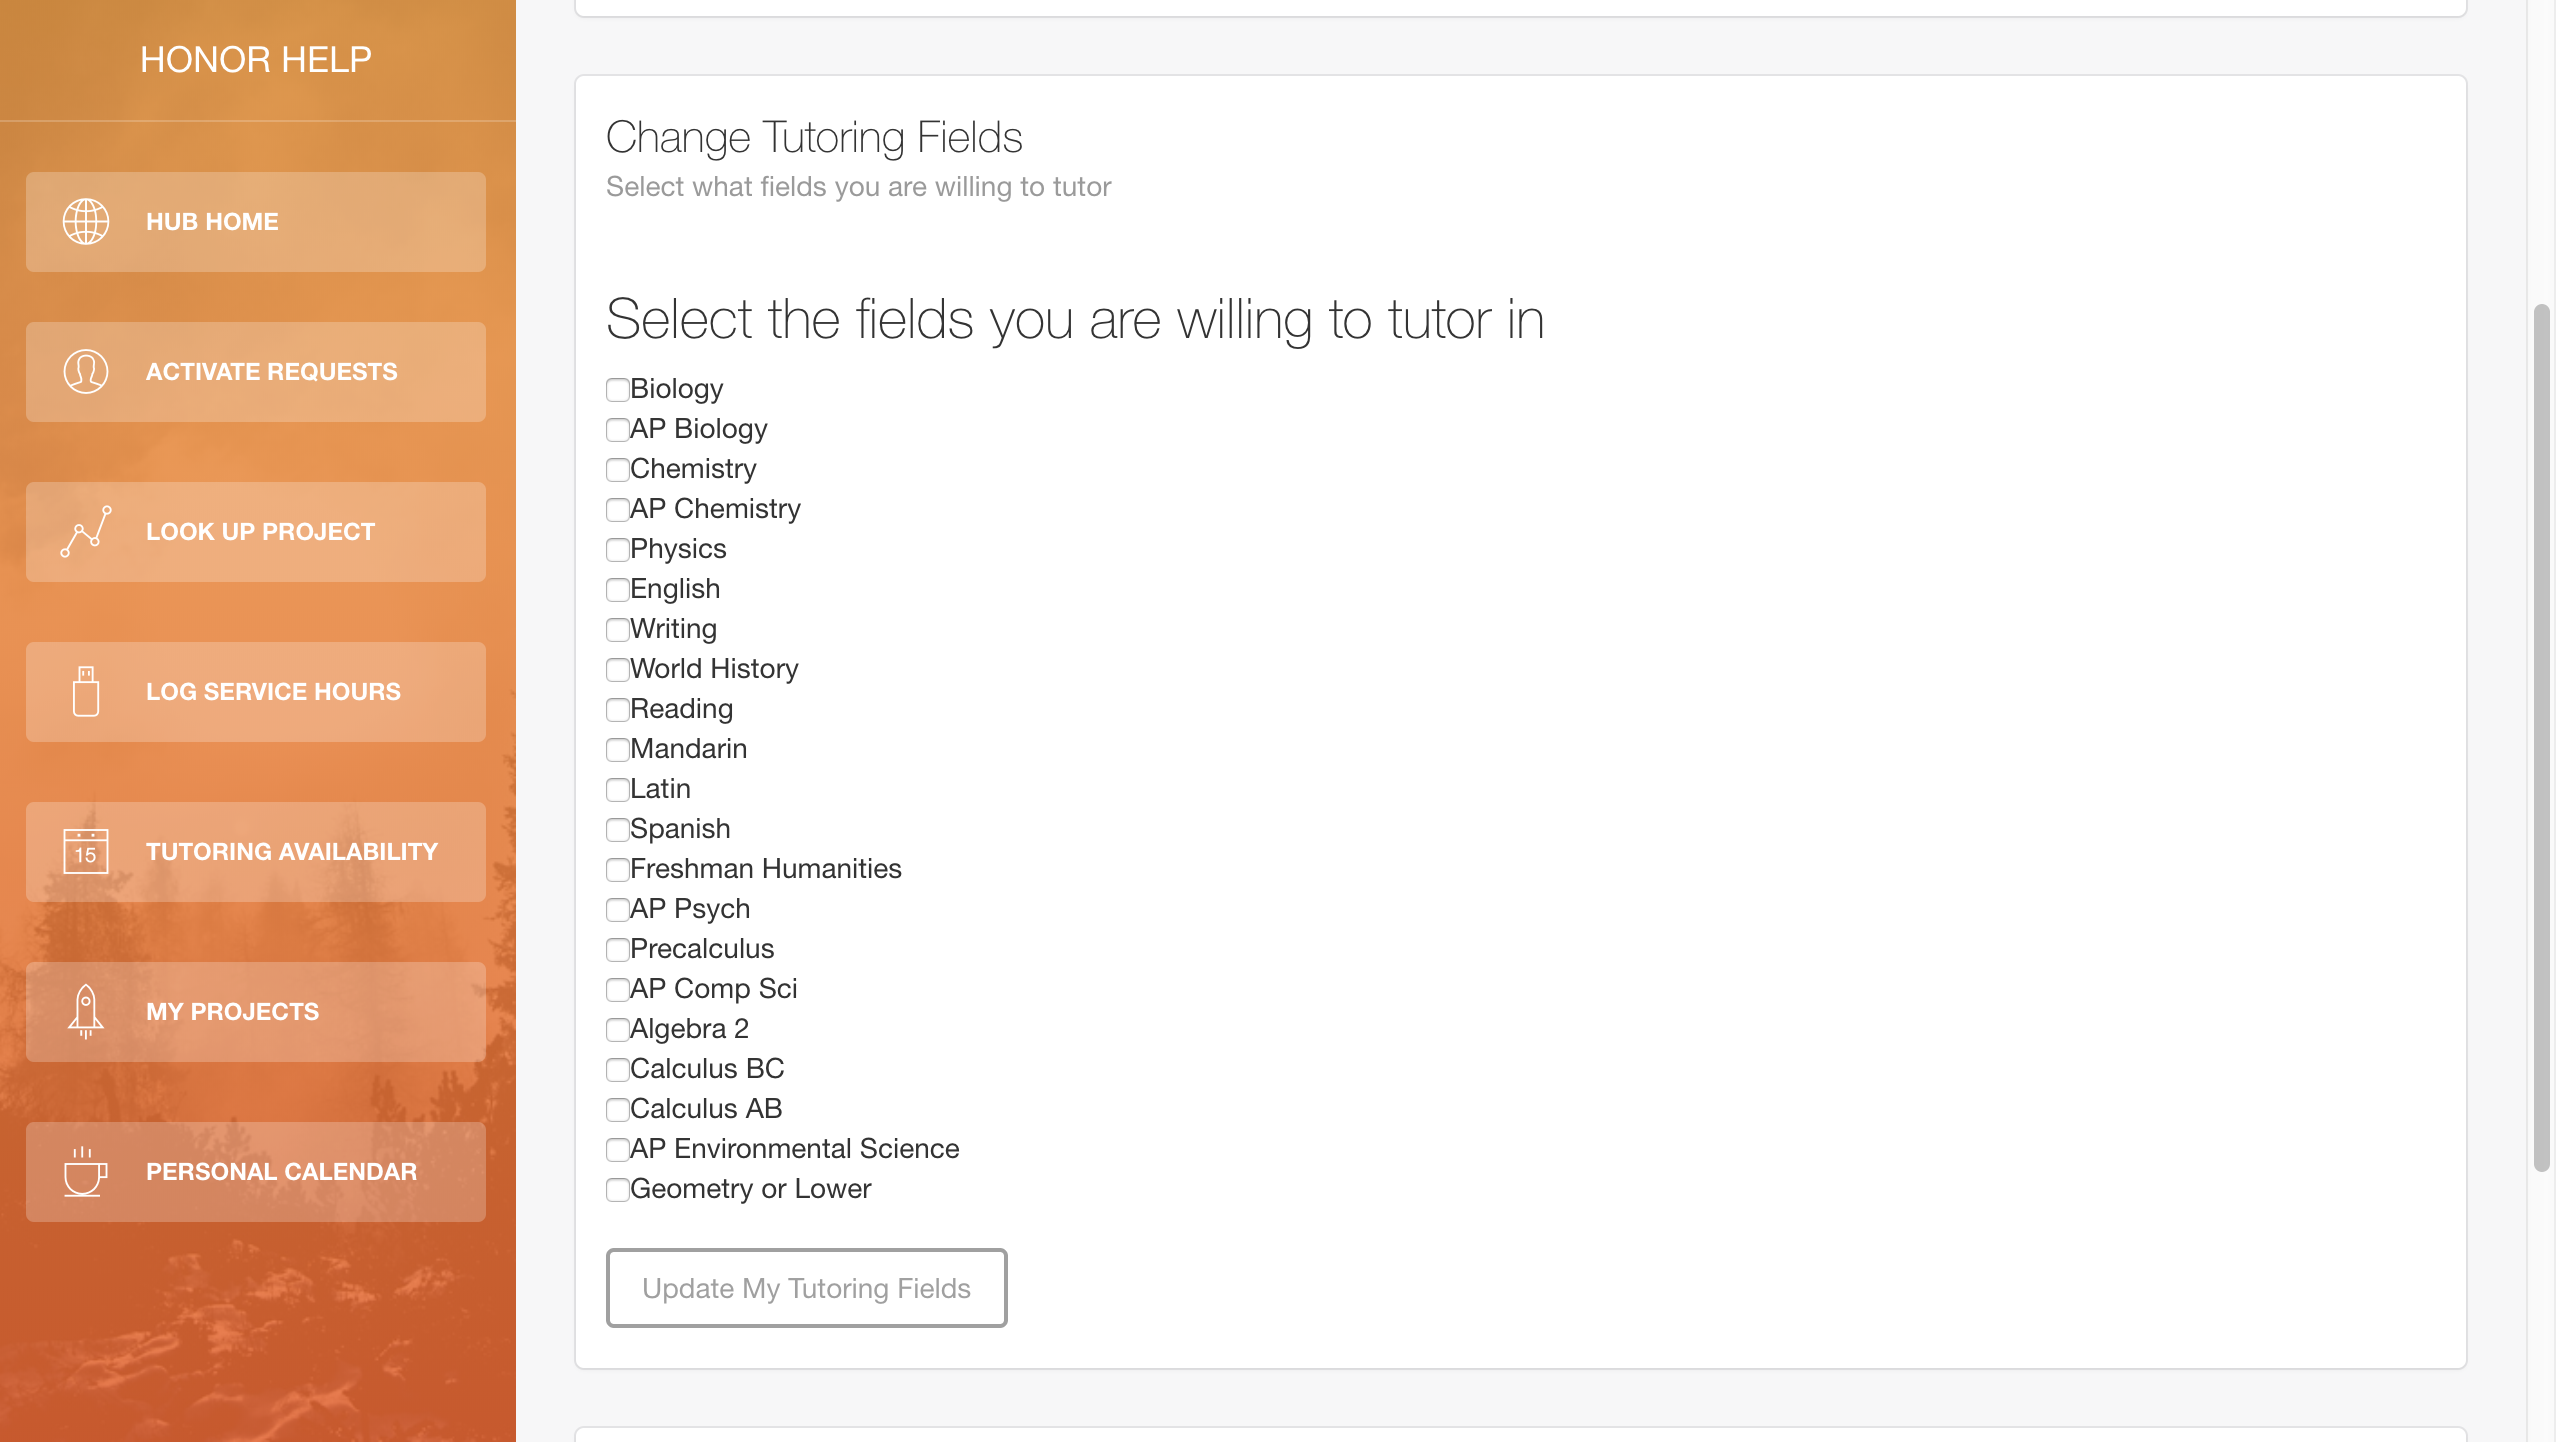 HONOR HELP
HUB HOME
ACTIVATE REQUESTS
LOOK UP PROJECT
LOG SERVICE HOURS
15
TUTORING AVAILABILITY
MY PROJECTS
PERSONAL CALENDAR
Change Tutoring Fields
Select what fields you are willing to tutor
Select the fields you are willing to tutor in
Biology
AP Biology
Chemistry
AP Chemistry
Physics
English
Writing
World History
Reading
Mandarin
Latin
Spanish
Freshman Humanities
AP Psych
Precalculus
AP Comp Sci
Algebra 2
Calculus BC
Calculus AB
AP Environmental Science
Geometry or Lower
Update My Tutoring Fields